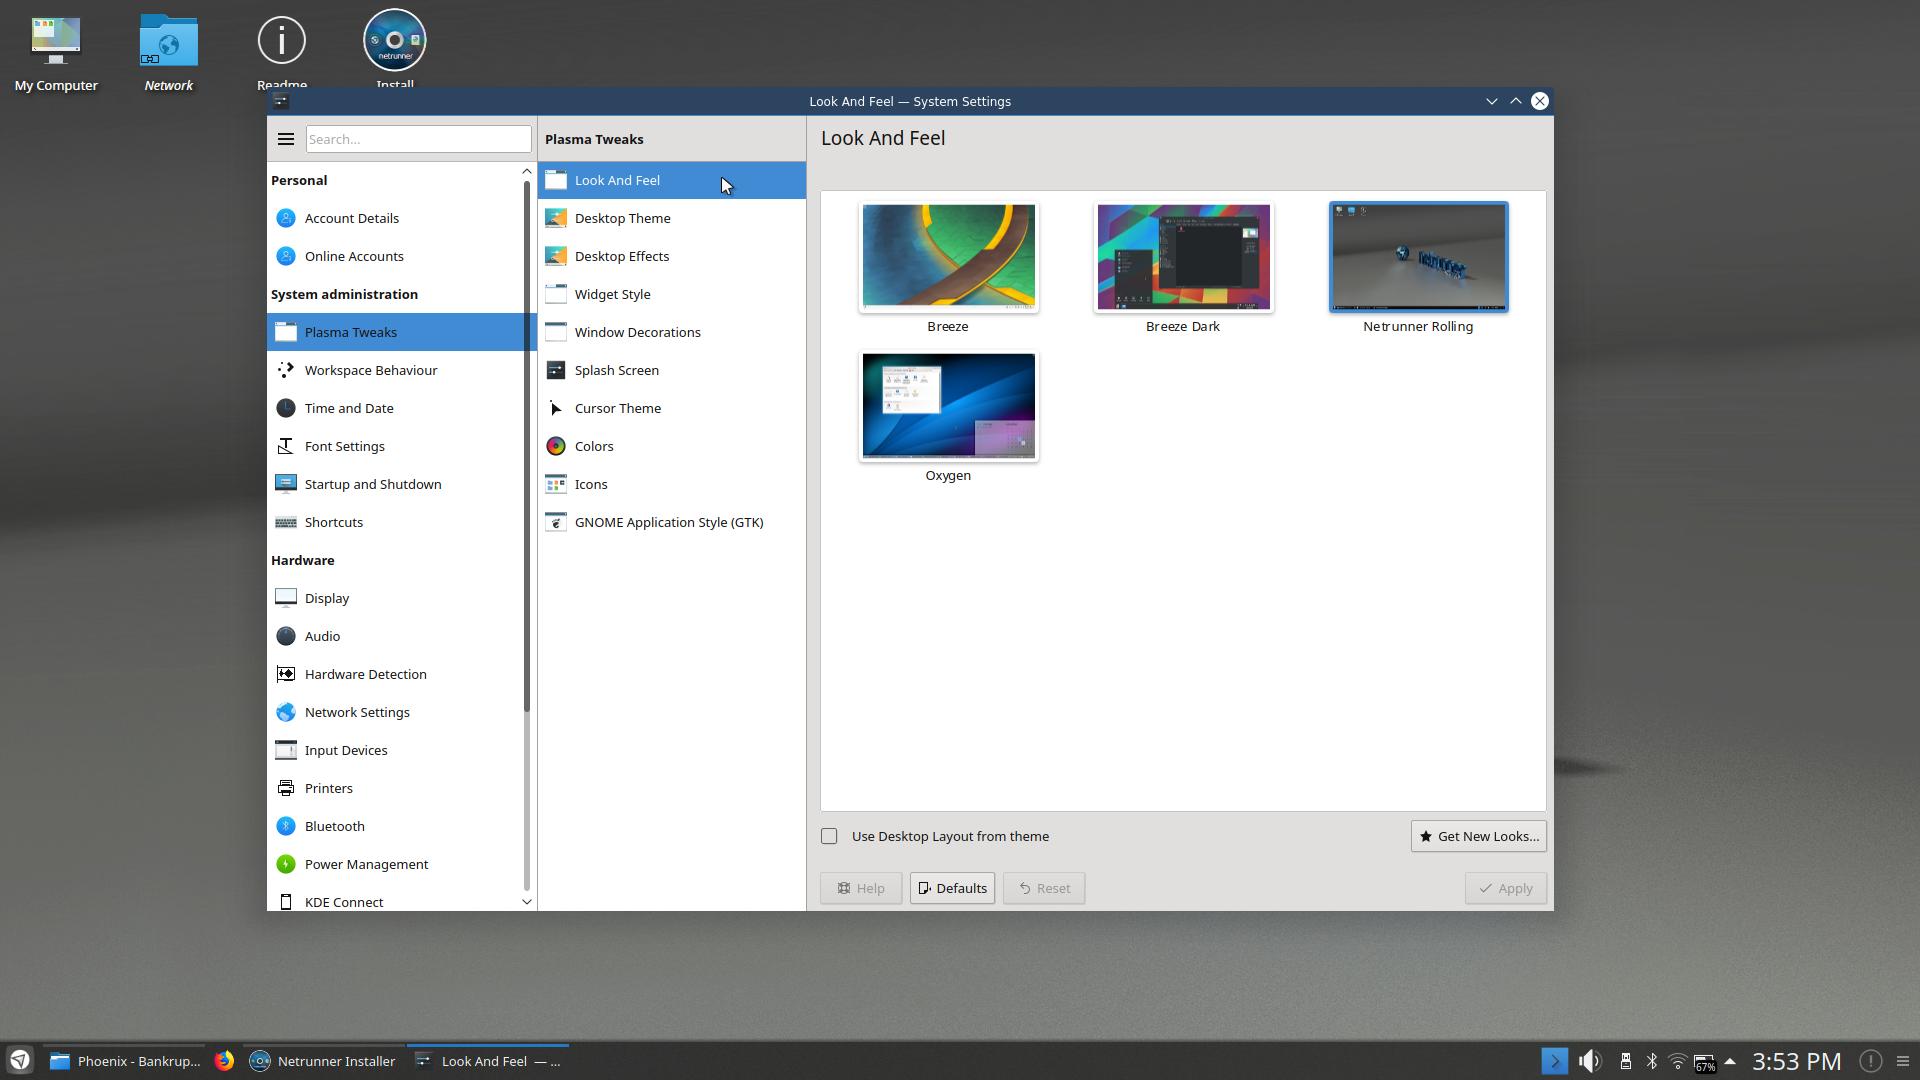 My Computer
Network
Readme
Install
netrunner
Look And Feel — System Settings
Search...
Personal
Account Details
Online Accounts
System administration
Plasma Tweaks
Workspace Behaviour
Time and Date
Font Settings
Startup and Shutdown
Shortcuts
Hardware
Display
Audio
Hardware Detection
Network Settings
Input Devices
Printers
Bluetooth
Power Management
KDE Connect
Plasma Tweaks
Look And Feel
Desktop Theme
Desktop Effects
Widget Style
Window Decorations
Splash Screen
Cursor Theme
Colors
Icons
GNOME Application Style (GTK)
Look And Feel
Breeze
Breeze Dark
Netrunner Rolling
Oxygen
Use Desktop Layout from theme
Get New Looks...
Help
Defaults
Reset
Apply
Phoenix - Bankrup...
Netrunner Installer
Look And Feel — ...
67%
3:53 PM